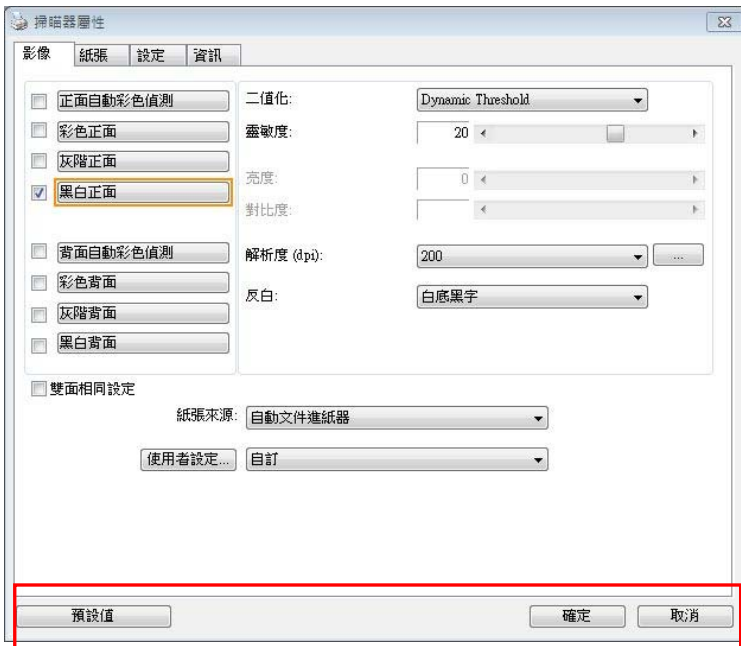 掃瞄器屬性
影像 紙張 設定 資訊
正面自動彩色偵測
彩色正面
灰階正面
黑白正面
背面自動彩色偵測
彩色背面
灰階背面
黑白背面
二值化: Dynamic Threshold
靈敏度: 20
亮度: 0
對比度:
解析度 (dpi): 200 ...
反白: 白底黑字
雙面相同設定
紙張來源: 自動文件進紙器
使用者設定... 自訂
預設值 確定 取消